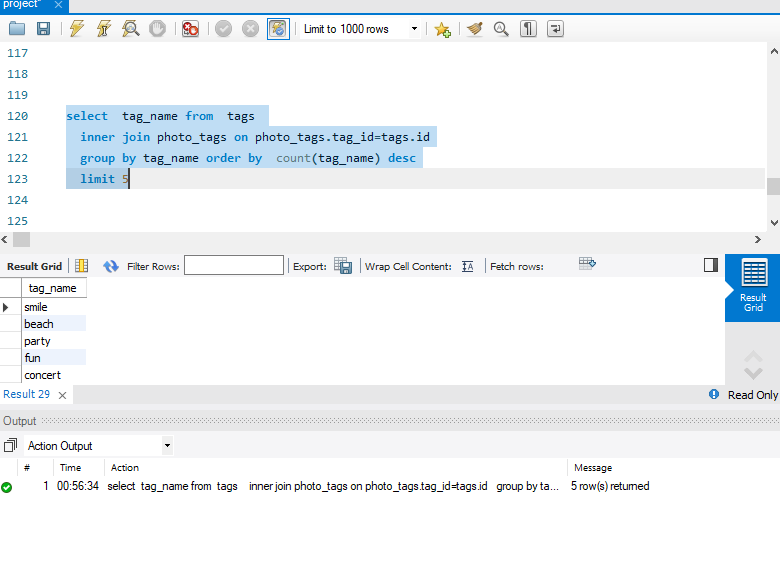 project*
Limit to 1000 rows
117
118
119
120 select tag_name from tags
121 inner join photo_tags on photo_tags.tag_id=tags.id
122 group by tag_name order by count(tag_name) desc
123 limit 5
124
125
Result Grid Filter Rows: Export: Wrap Cell Content: Fetch rows:
tag_name
smile
beach
party
fun
concert
Result Grid
Result 29
Read Only
Output
Action Output
# Time Action Message
1 00:56:34 select tag_name from tags inner join photo_tags on photo_tags.tag_id=tags.id group by ta... 5 row(s) returned